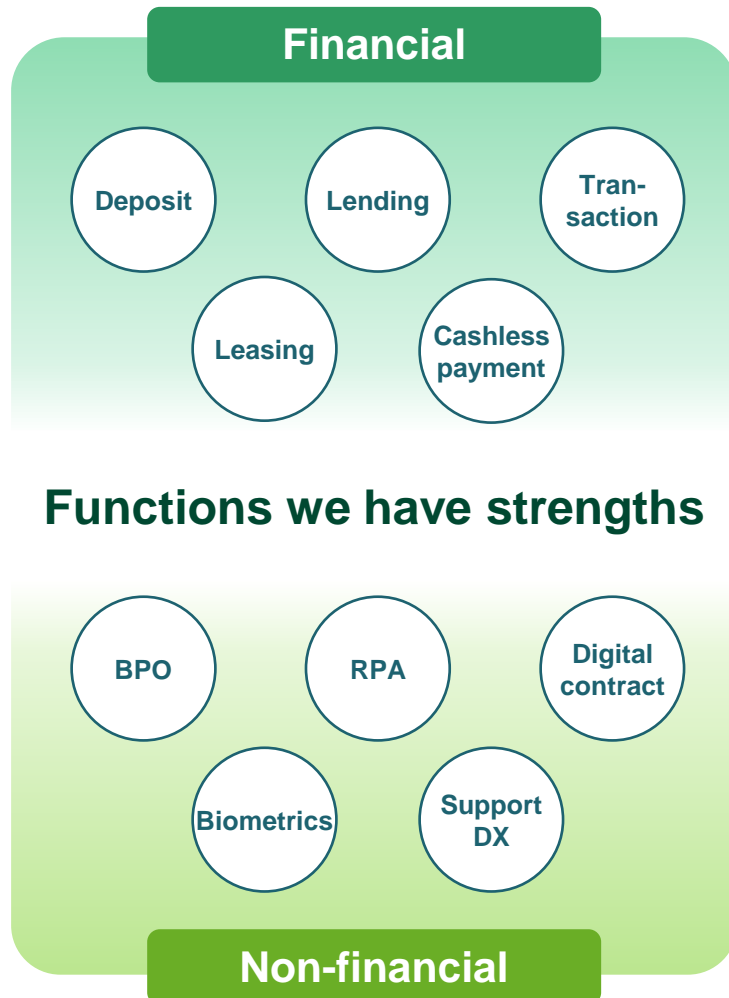 Financial
Deposit
Lending
Tran-
saction
Leasing
Cashless
payment
Functions we have strengths
BPO
RPA
Digital
contract
Biometrics
Support
DX
Non-financial